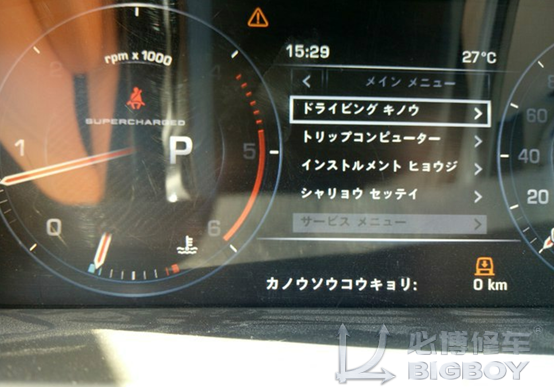 rpm x 1000
SUPERCHARGED
P
1
5
0
6
15:29
27°C
メイン メニュー
ドライビング キノウ
トリップコンピューター
インストルメント ヒョウジ
シャリョウ セッテイ
サービス メニュー
カノウソウコウキョリ:
0 km
80
60
40
20
0
必博修车
BIGBOY